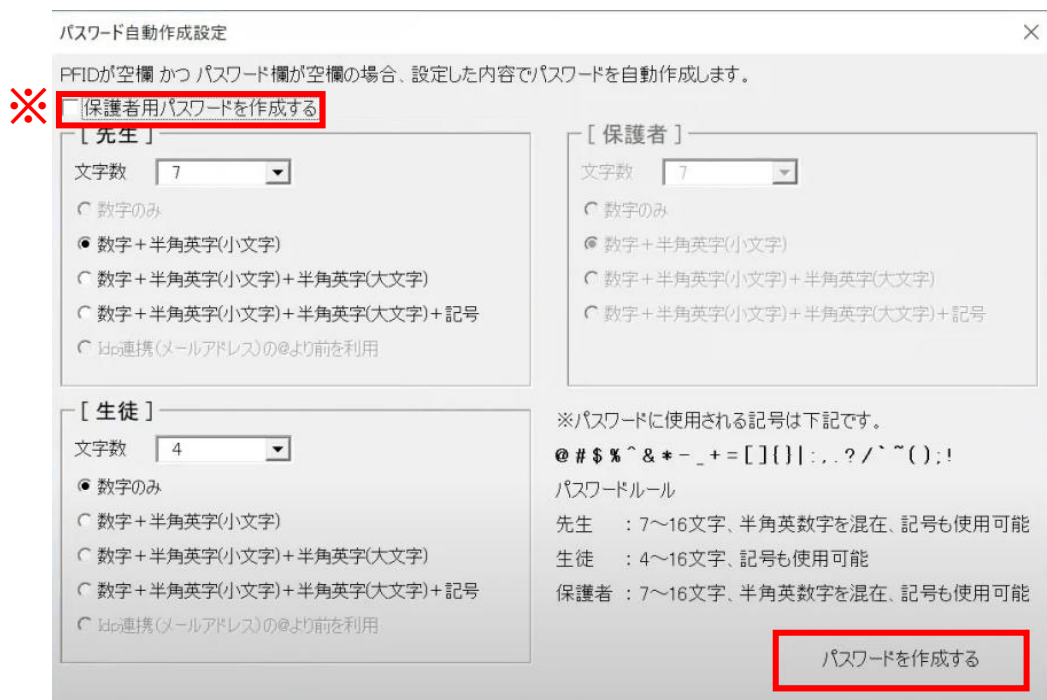 パスワード自動作成設定
PFIDが空欄 かつ パスワード欄が空欄の場合、設定した内容でパスワードを自動作成します。
※ 保護者用パスワードを作成する
[ 先生 ]
文字数 7
数字のみ
数字+半角英字(小文字)
数字+半角英字(小文字)+半角英字(大文字)
数字+半角英字(小文字)+半角英字(大文字)+記号
Idp連携(メールアドレス)の@より前を利用
[ 保護者 ]
文字数 7
数字のみ
数字+半角英字(小文字)
数字+半角英字(小文字)+半角英字(大文字)
数字+半角英字(小文字)+半角英字(大文字)+記号
[ 生徒 ]
文字数 4
数字のみ
数字+半角英字(小文字)
数字+半角英字(小文字)+半角英字(大文字)
数字+半角英字(小文字)+半角英字(大文字)+記号
Idp連携(メールアドレス)の@より前を利用
※パスワードに使用される記号は下記です。
@#$%^&*-_+=[]{}|:,.?/`~();!
パスワードルール
先生 :7~16文字、半角英数字を混在、記号も使用可能
生徒 :4~16文字、記号も使用可能
保護者 :7~16文字、半角英数字を混在、記号も使用可能
パスワードを作成する